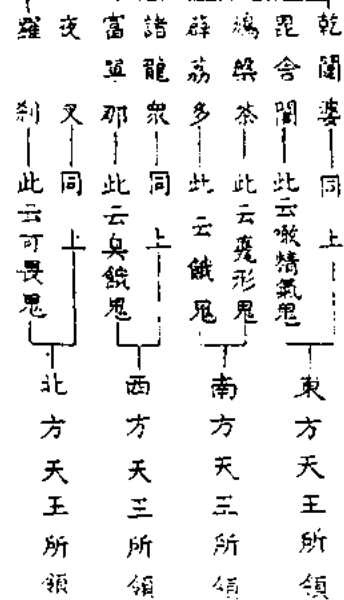 乾闥婆同上
毘舍闍此云噉精氣鬼
東方天王所領
鳩槃茶此云甕形鬼
薜荔多此云餓鬼
南方天王所領
諸龍衆同上
富單那此云臭餓鬼
西方天王所領
夜叉同上
羅刹此云可畏鬼
北方天王所領